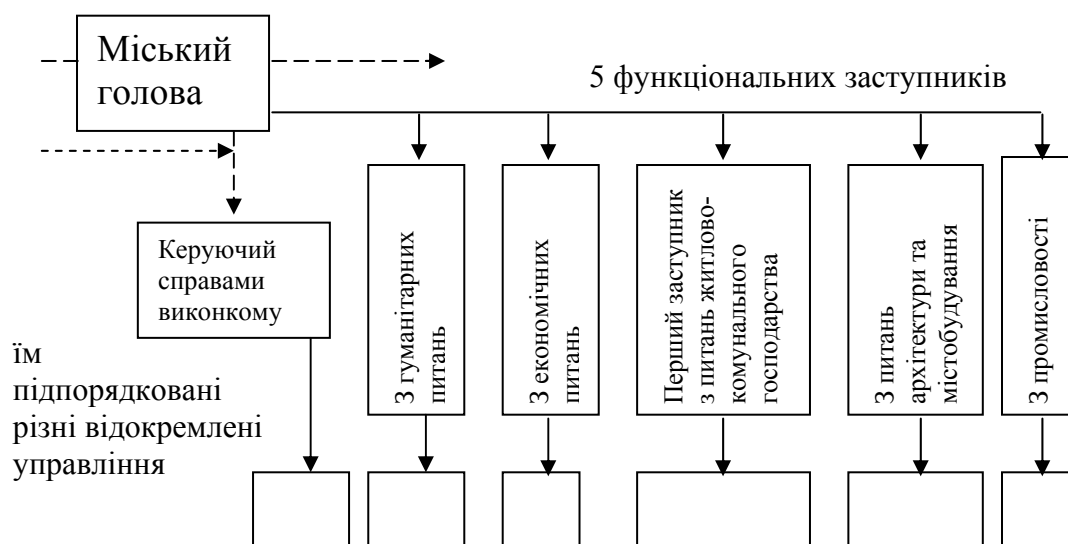 Міський
голова
5 функціональних заступників
Керуючий
справами
виконкому
З гуманітарних
питань
З економічних
питань
Перший заступник
з питань житлово-
комунального
господарства
З питань
архітектури та
містобудування
З промисловості
їм
підпорядковані
різні відокремлені
управління